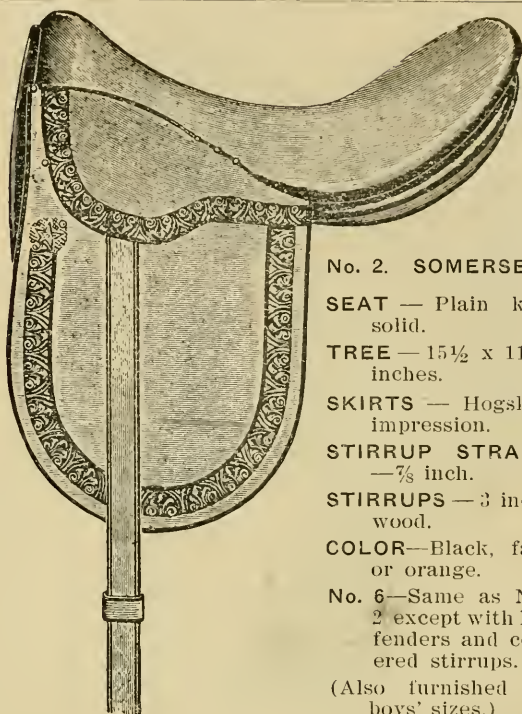 No. 2. SOMERSE
SEAT — Plain k
solid.
TREE — 15½ x 11
inches.
SKIRTS — Hogsl
impression.
STIRRUP STRA
—⅞ inch.
STIRRUPS — 3 in
wood.
COLOR—Black, fa
or orange.
No. 6—Same as N
2 except with
fenders and c
ered stirrups.
(Also furnished
boys' sizes.)